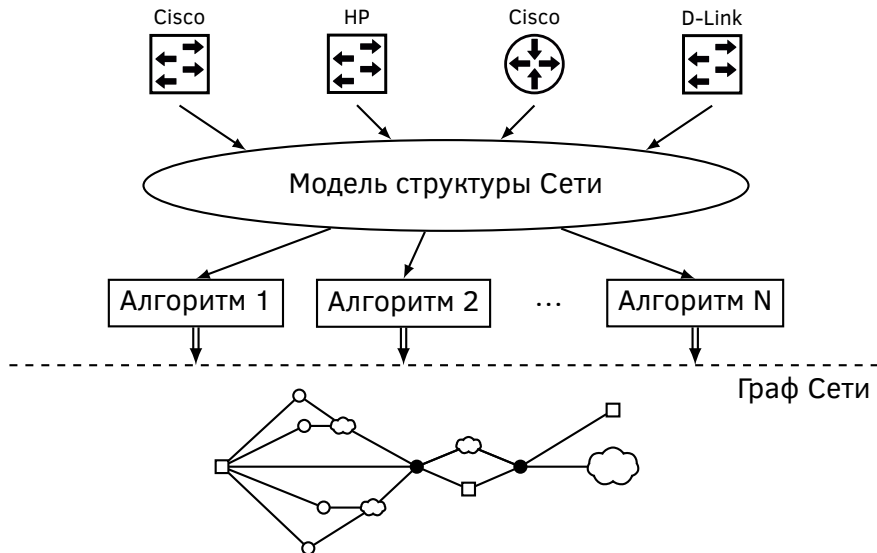 Cisco
HP
Cisco
D-Link
Модель структуры Сети
Алгоритм 1
Алгоритм 2
...
Алгоритм N
Граф Сети